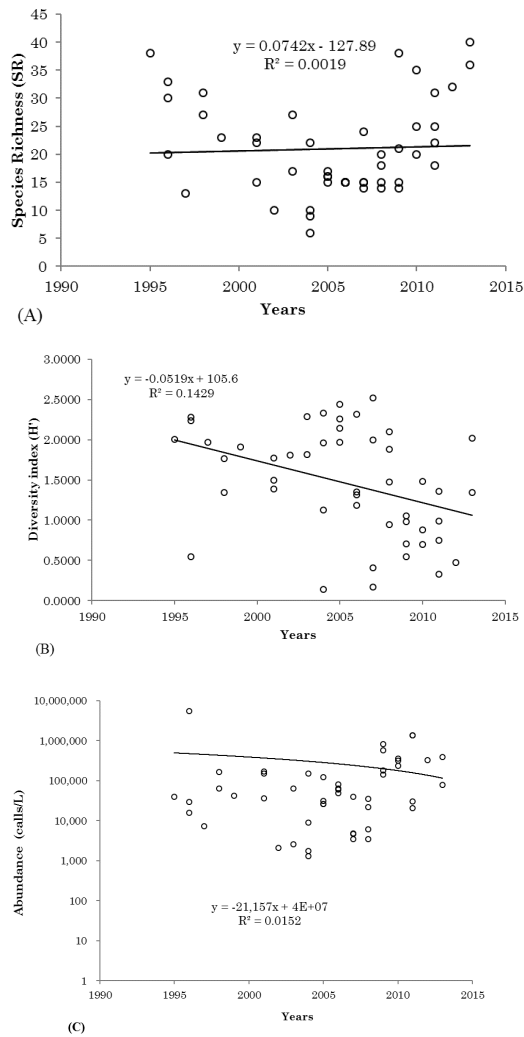 45
40
35
30
25
20
15
10
5
0
Species Richness (SR)
y = 0.0742x - 127.89
R² = 0.0019
1990 1995 2000 2005 2010 2015
Years
(A)
3.0000
2.5000
2.0000
1.5000
1.0000
0.5000
0.0000
Diversity index (H')
y = -0.0519x + 105.6
R² = 0.1429
1990 1995 2000 2005 2010 2015
Years
(B)
10,000,000
1,000,000
100,000
10,000
1,000
100
10
1
Abundance (calls/L)
y = -21,157x + 4E+07
R² = 0.0152
1990 1995 2000 2005 2010 2015
Years
(C)